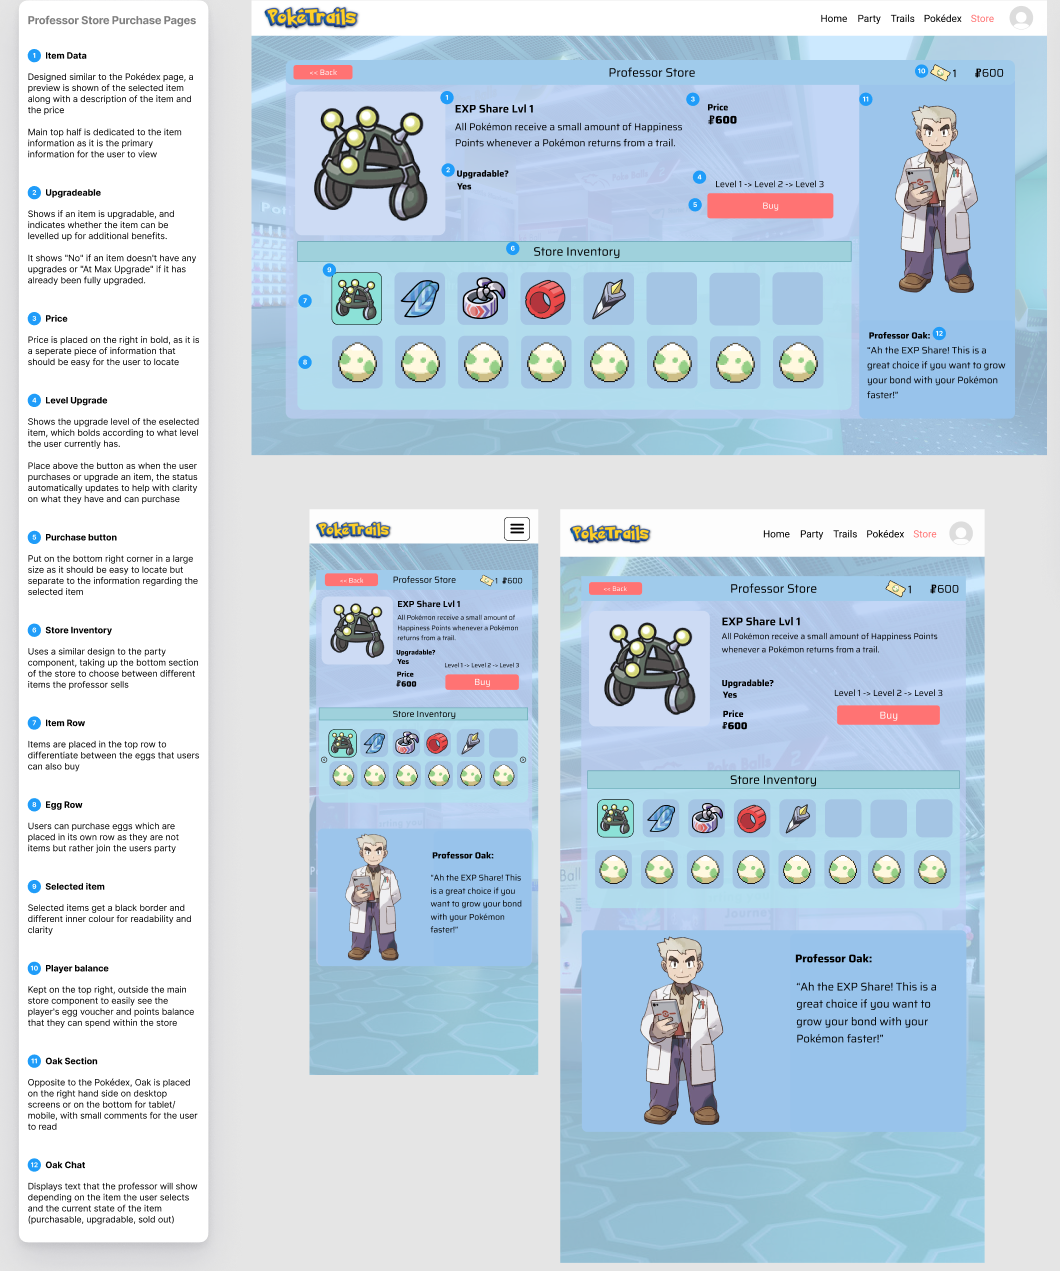 Professor Store Purchase Pages
1 Item Data
Designed similar to the Pokédex page, a
preview is shown of the selected item
along with a description of the item and
the price
Main top half is dedicated to the item
information as it is the primary
information for the user to view
2 Upgradeable
Shows if an item is upgradable, and
indicates whether the item can be
levelled up for additional benefits.
It shows "No" if an item doesn't have any
upgrades or "At Max Upgrade" if it has
already been fully upgraded.
3 Price
Price is placed on the right in bold, as it is
a seperate piece of information that
should be easy for the user to locate
4 Level Upgrade
Shows the upgrade level of the eselected
item, which bolds according to what level
the user currently has.
Place above the button as when the user
purchases or upgrade an item, the status
automatically updates to help with clarity
on what they have and can purchase
5 Purchase button
Put on the bottom right corner in a large
size as it should be easy to locate but
separate to the information regarding the
selected item
6 Store Inventory
Uses a similar design to the party
component, taking up the bottom section
of the store to choose between different
items the professor sells
7 Item Row
Items are placed in the top row to
differentiate between the eggs that users
can also buy
8 Egg Row
Users can purchase eggs which are
placed in its own row as they are not
items but rather join the users party
9 Selected item
Selected items get a black border and
different inner colour for readability and
clarity
10 Player balance
Kept on the top right, outside the main
store component to easily see the
player's egg voucher and points balance
that they can spend within the store
11 Oak Section
Opposite to the Pokédex, Oak is placed
on the right hand side on desktop
screens or on the bottom for tablet/
mobile, with small comments for the user
to read
12 Oak Chat
Displays text that the professor will show
depending on the item the user selects
and the current state of the item
(purchasable, upgradable, sold out)
PokéTrails
Home Party Trails Pokédex Store
<< Back
Professor Store
10 1 ₽600
1 EXP Share Lvl 1
All Pokémon receive a small amount of Happiness
Points whenever a Pokémon returns from a trail.
2 Upgradable?
Yes
3 Price
₽600
4 Level 1 -> Level 2 -> Level 3
5 Buy
6 Store Inventory
9
7
8
11
Professor Oak: 12
"Ah the EXP Share! This is a
great choice if you want to grow
your bond with your Pokémon
faster!"
PokéTrails
<< Back
Professor Store
1 ₽600
EXP Share Lvl 1
All Pokémon receive a small amount of
Happiness Points whenever a Pokémon
returns from a trail.
Upgradable?
Yes
Price
₽600
Level 1 -> Level 2 -> Level 3
Buy
Store Inventory
Professor Oak:
"Ah the EXP Share! This
is a great choice if you
want to grow your bond
with your Pokémon
faster!"
PokéTrails
Home Party Trails Pokédex Store
<< Back
Professor Store
1 ₽600
EXP Share Lvl 1
All Pokémon receive a small amount of Happiness Points
whenever a Pokémon returns from a trail.
Upgradable?
Yes
Price
₽600
Level 1 -> Level 2 -> Level 3
Buy
Store Inventory
Professor Oak:
"Ah the EXP Share! This is a
great choice if you want to
grow your bond with your
Pokémon faster!"